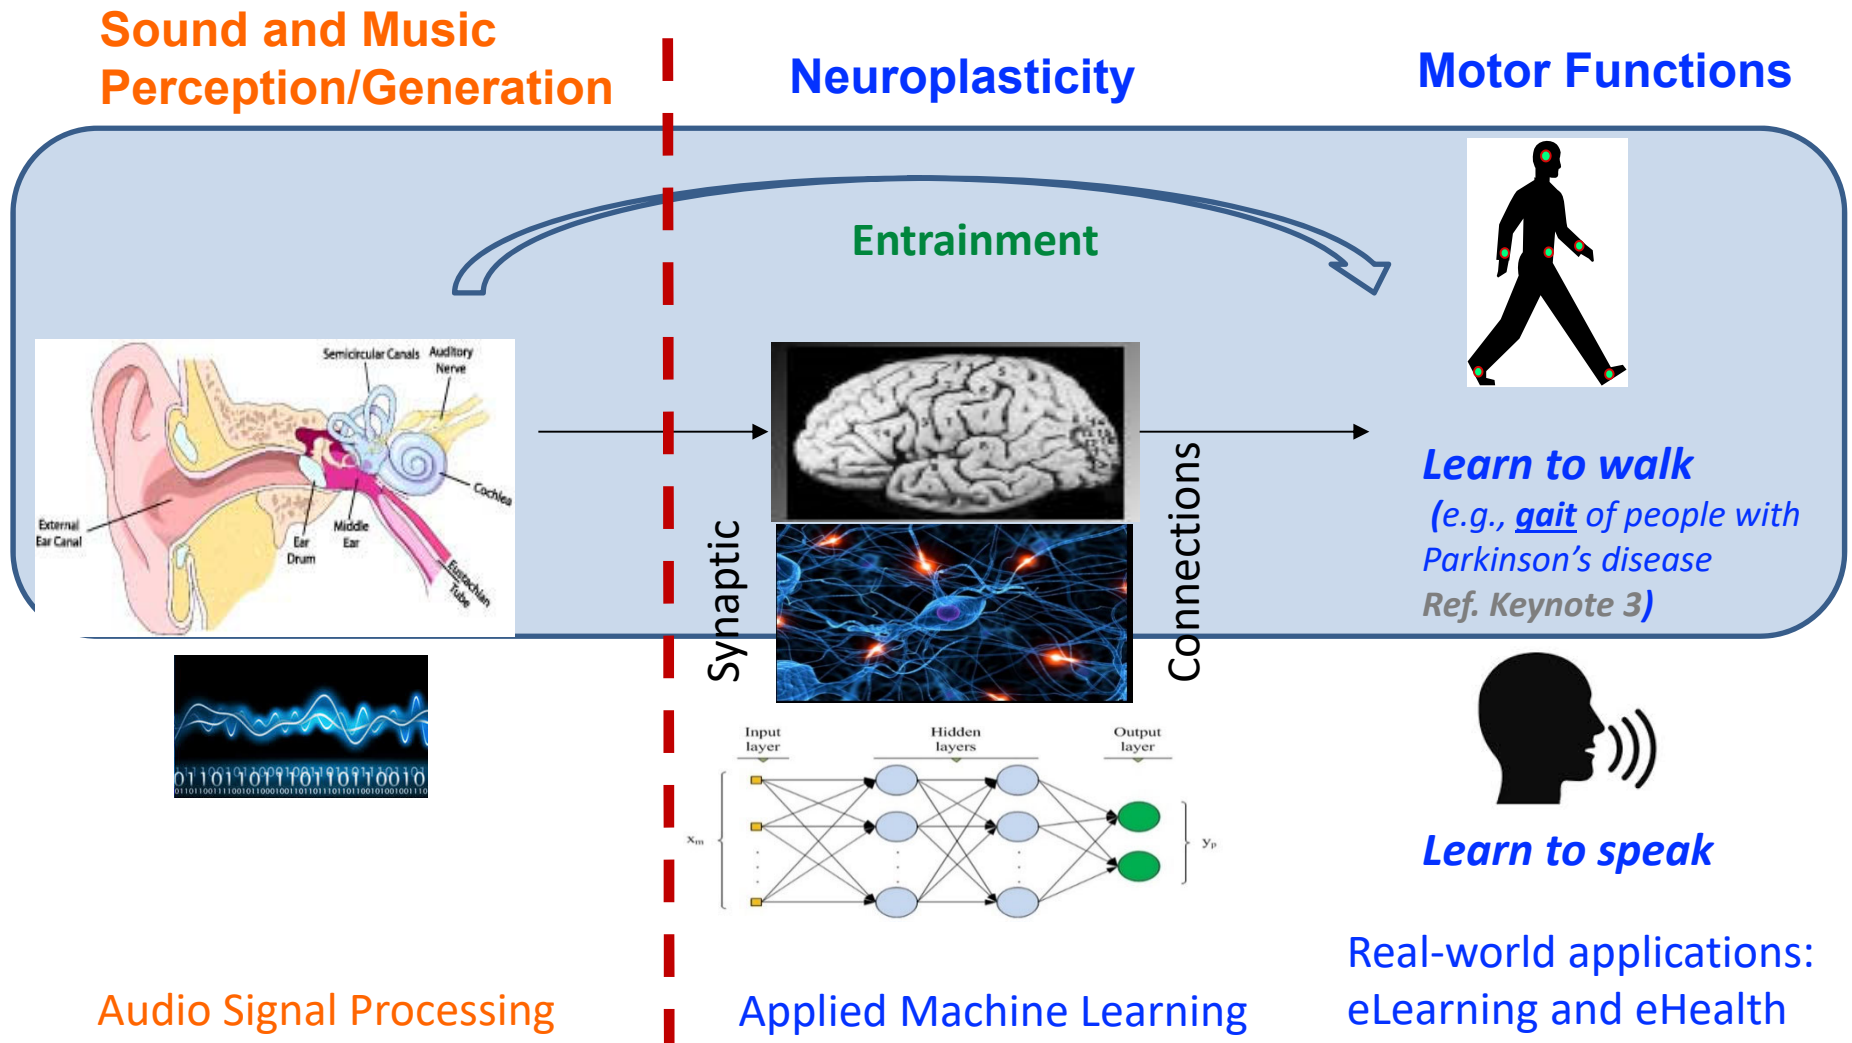 Sound and Music
Perception/Generation
Neuroplasticity
Motor Functions
Entrainment
Semicircular Canals
Auditory
Nerve
External
Ear Canal
Ear
Drum
Middle
Ear
Cochlea
Eustachian
Tube
Synaptic
Connections
Learn to walk
(e.g., gait of people with
Parkinson’s disease
Ref. Keynote 3)
Input
layer
Hidden
layers
Output
layer
xm
yp
Learn to speak
Audio Signal Processing
Applied Machine Learning
Real-world applications:
eLearning and eHealth